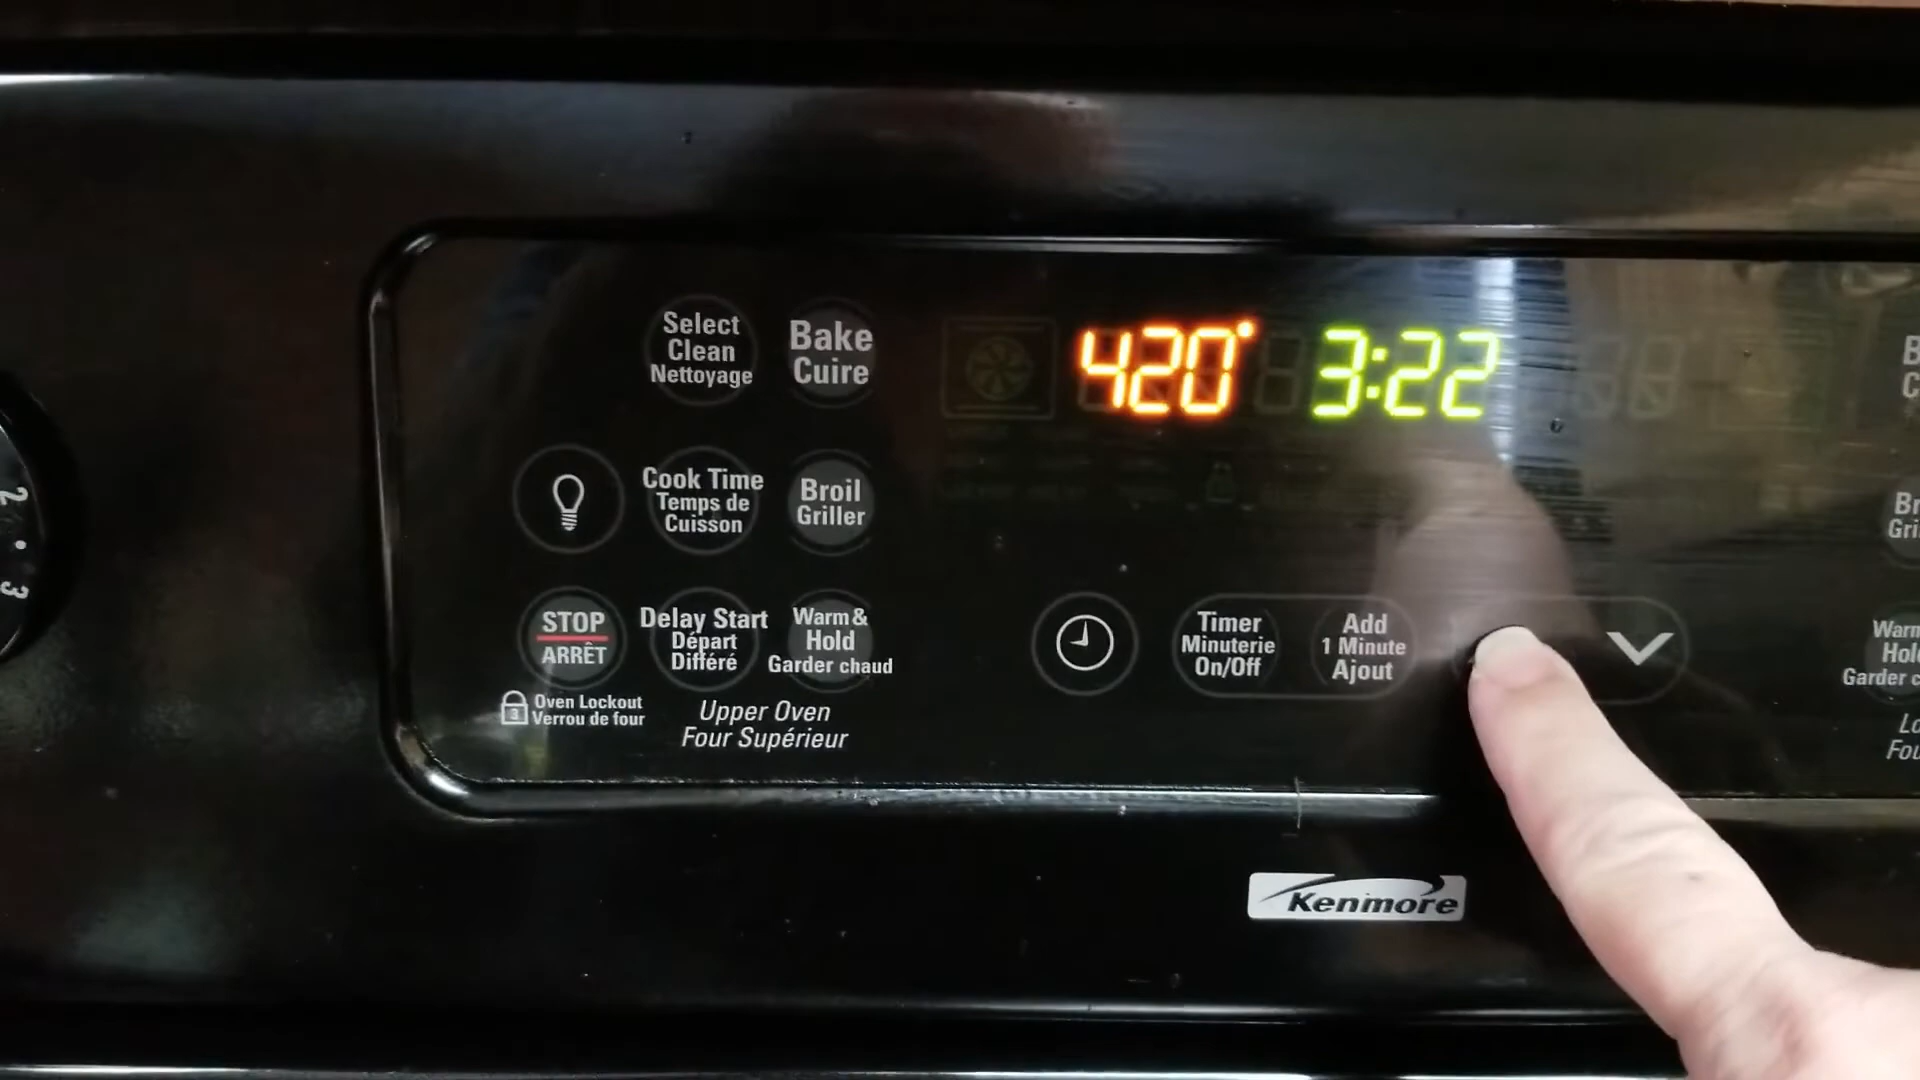 Select
Clean
Nettoyage
Bake
Cuire
420° 3:22
Cook Time
Temps de
Cuisson
Broil
Griller
STOP
ARRÊT
Delay Start
Départ
Différé
Warm &
Hold
Garder chaud
Timer
Minuterie
On/Off
Add
1 Minute
Ajout
Oven Lockout
Verrou de four
Upper Oven
Four Supérieur
Kenmore
2
3